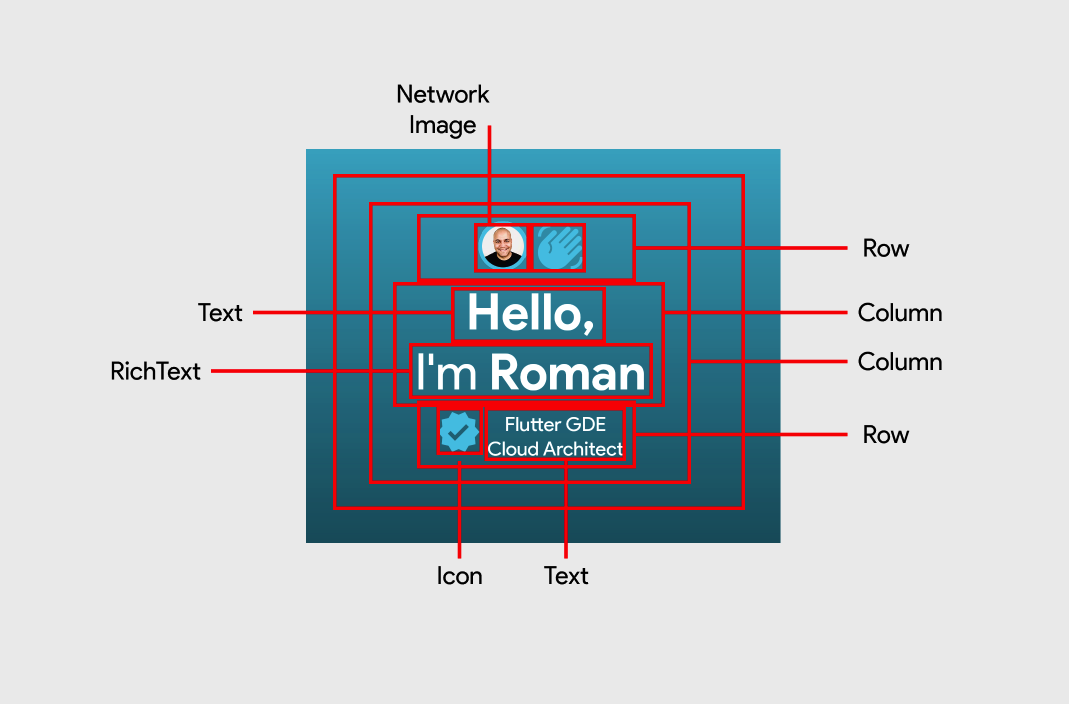 Network
Image
Row
Text
Hello,
Column
RichText
I'm Roman
Column
Flutter GDE
Cloud Architect
Row
Icon
Text